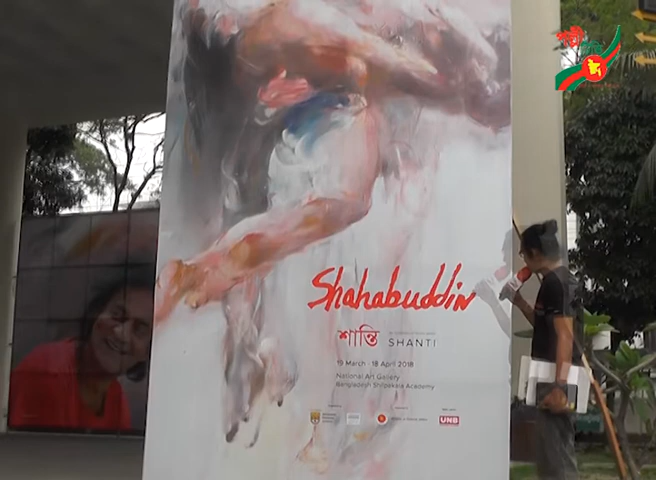 Shahabuddin
শান্তি SHANTI
19 March - 18 April 2018
National Art Gallery
Bangladesh Shilpakala Academy
UNB